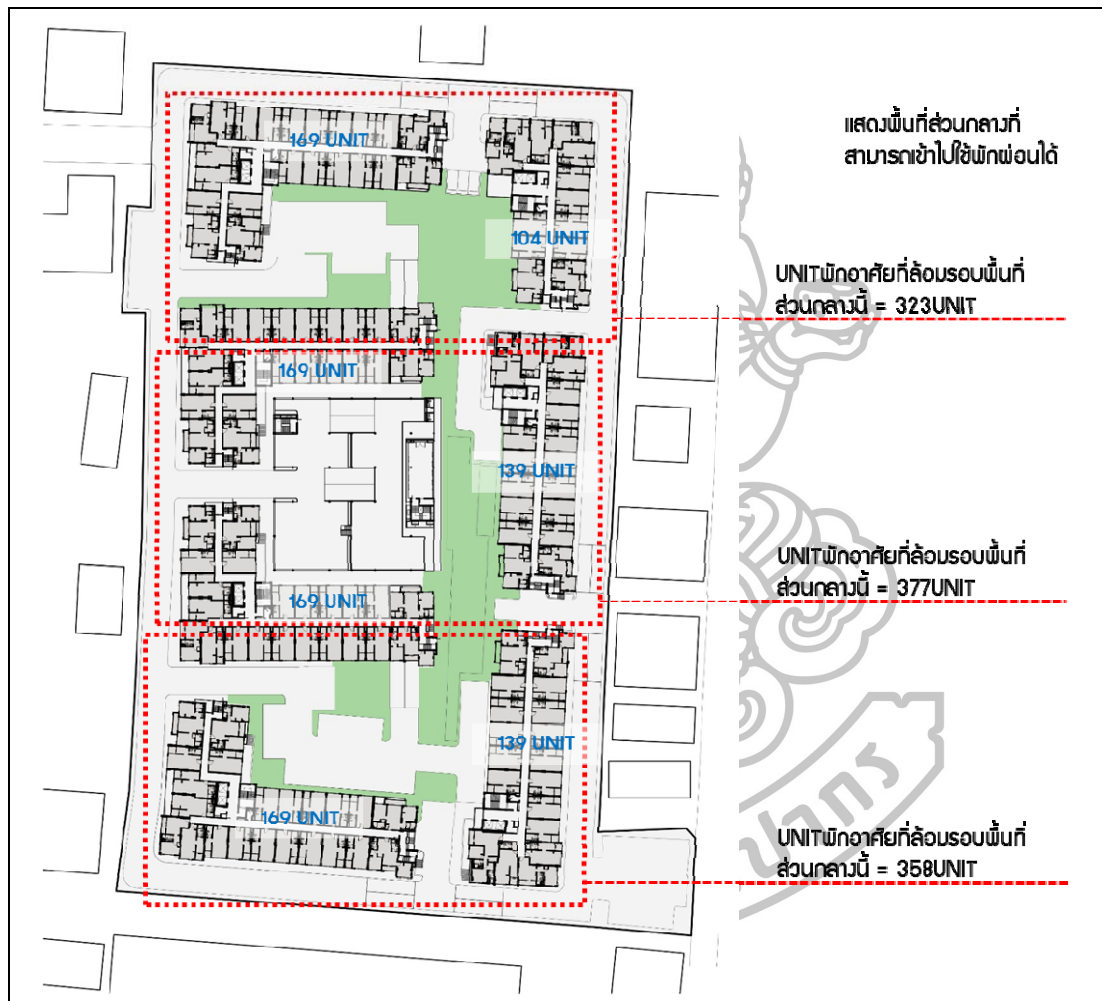 แสดงพื้นที่ส่วนกลางที่
สามารถเข้าไปใช้พักผ่อนได้
169 UNIT
104 UNIT
UNITพักอาศัยที่ล้อมรอบพื้นที่
ส่วนกลางนี้ = 323UNIT
169 UNIT
139 UNIT
UNITพักอาศัยที่ล้อมรอบพื้นที่
ส่วนกลางนี้ = 377UNIT
169 UNIT
139 UNIT
169 UNIT
UNITพักอาศัยที่ล้อมรอบพื้นที่
ส่วนกลางนี้ = 358UNIT